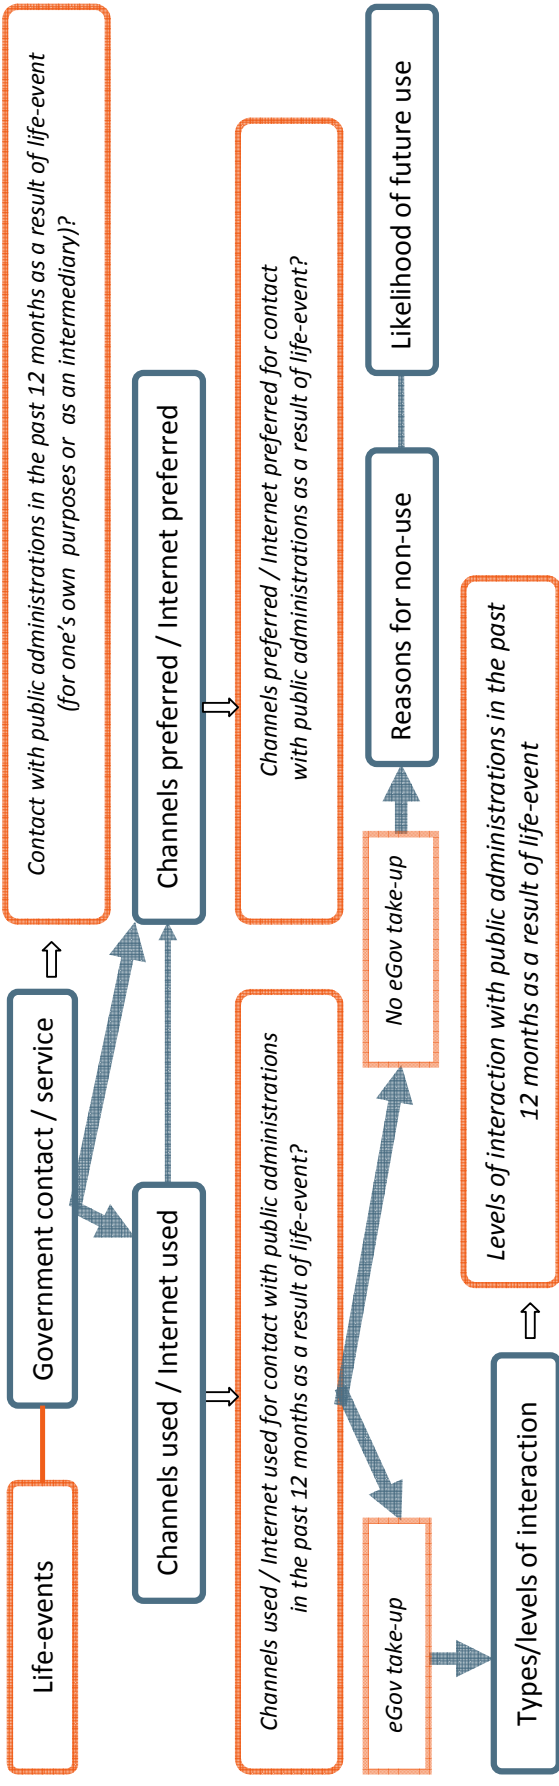 Life-events
Government contact / service
Contact with public administrations in the past 12 months as a result of life-event
(for one’s own purposes or as an intermediary)?
Channels used / Internet used
Channels preferred / Internet preferred
Channels used / Internet used for contact with public administrations
in the past 12 months as a result of life-event?
Channels preferred / Internet preferred for contact
with public administrations as a result of life-event?
eGov take-up
No eGov take-up
Reasons for non-use
Likelihood of future use
Types/levels of interaction
Levels of interaction with public administrations in the past
12 months as a result of life-event